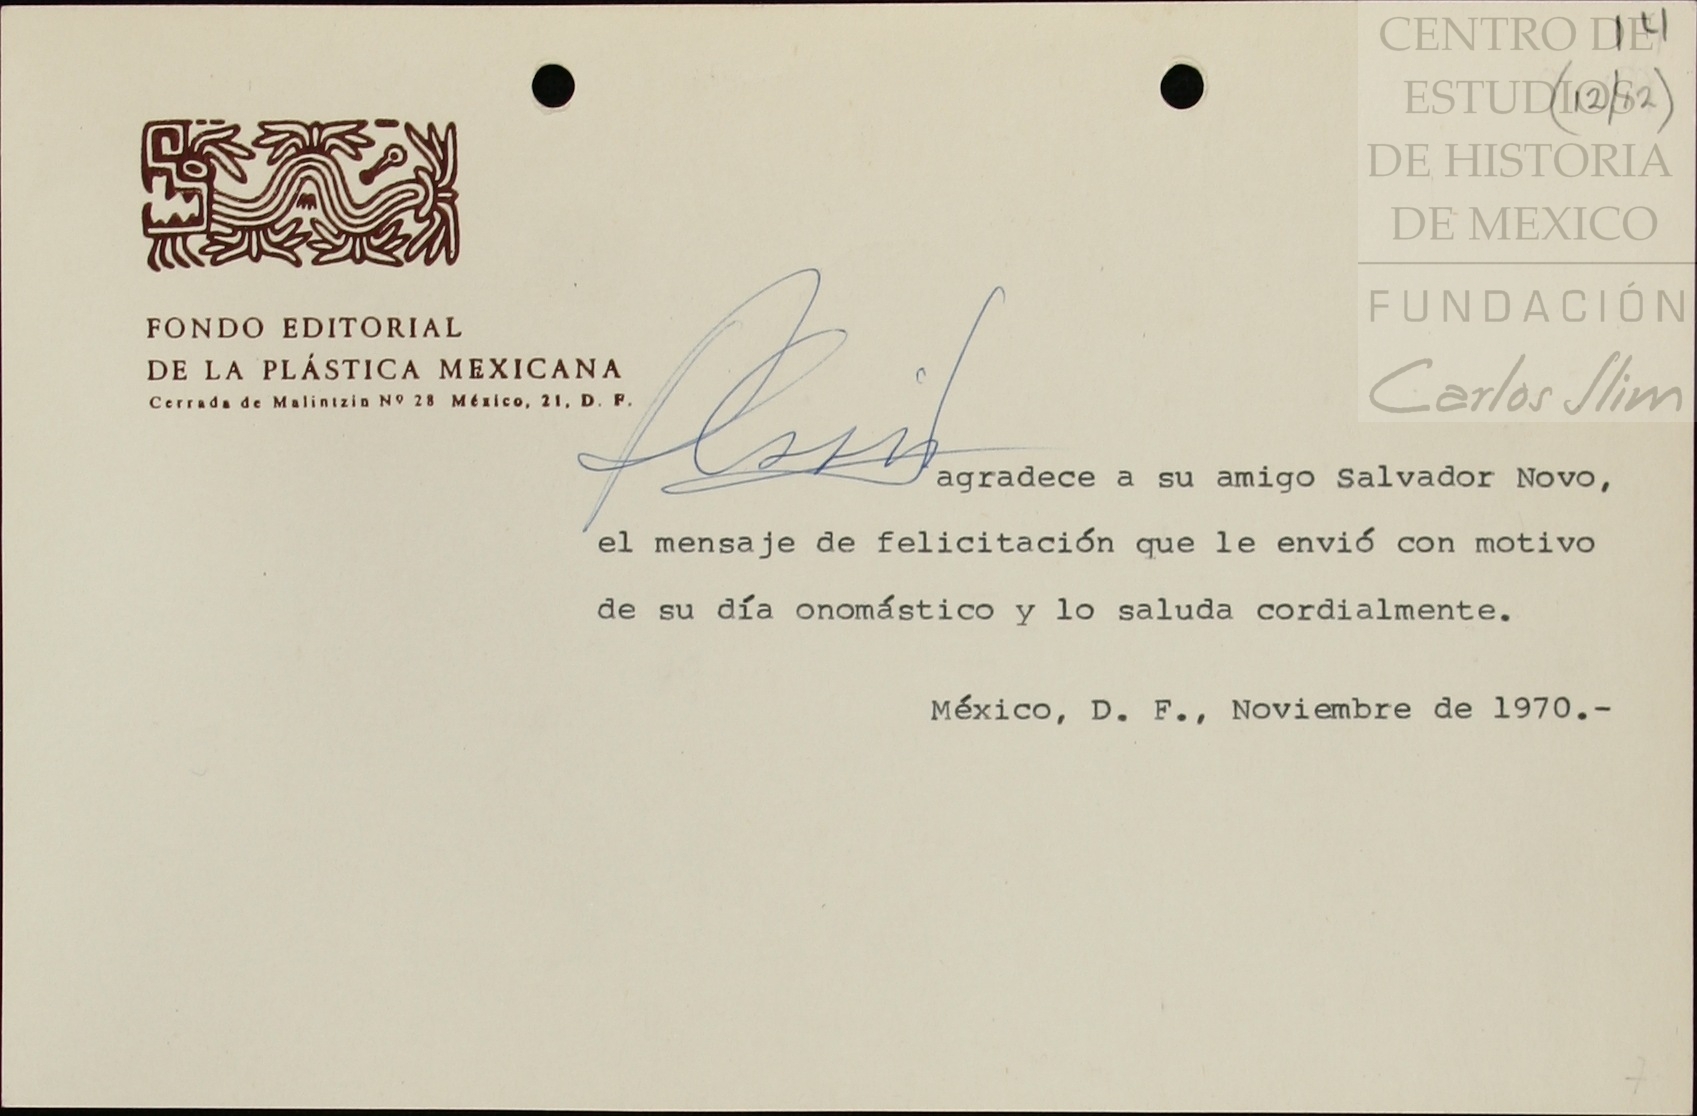 CENTRO DE
ESTUDIOS
DE HISTORIA
DE MEXICO
FUNDACIÓN
Carlos Slim
141
(12/12)
FONDO EDITORIAL
DE LA PLÁSTICA MEXICANA
Cerrada de Malintzin Nº 28 México, 21, D. F.
agradece a su amigo Salvador Novo,
el mensaje de felicitación que le envió con motivo
de su día onomástico y lo saluda cordialmente.
México, D. F., Noviembre de 1970.-
7